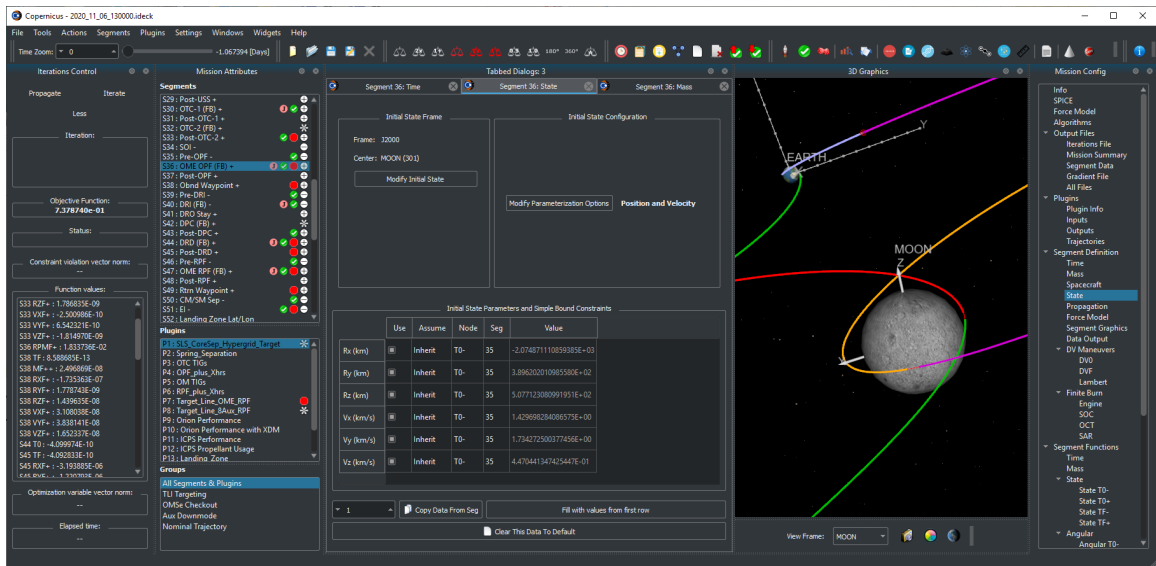 Copernicus - 2020_11_06_130000.ideck
File Tools Actions Segments Plugins Settings Windows Widgets Help
Time Zoom: 0 -1.067394 [Days]
180° 360°
Iterations Control
Propagate Iterate
Less
Iteration:
Objective Function:
7.378740e-01
Status:
Constraint violation vector norm:
--
Function values:
S33 RZF+ : 1.786835E-09
S33 VXF+ : -2.500986E-10
S33 VYF+ : 6.542321E-10
S33 VZF+ : -1.814970E-09
S36 RPMF+ : 1.833736E-02
S38 TF : 8.588685E-13
S38 MF++ : 2.496869E-08
S38 RXF+ : -1.735363E-07
S38 RYF+ : 1.778743E-09
S38 RZF+ : 1.439635E-08
S38 VXF+ : 3.108038E-08
S38 VYF+ : 3.838141E-08
S38 VZF+ : 1.652337E-08
S44 T0 : -4.099974E-10
S45 TF : -4.092833E-10
S45 RXF+ : -3.193885E-06
Optimization variable vector norm:
--
Elapsed time:
--
Mission Attributes
Segments
S29 : Post-USS +
S30 : OTC-1 (FB) +
S31 : Post-OTC-1 +
S32 : OTC-2 (FB) +
S33 : Post-OTC-2 +
S34 : SOI -
S35 : Pre-OPF -
S36 : OME OPF (FB) +
S37 : Post-OPF +
S38 : Obnd Waypoint +
S39 : Pre-DRI -
S40 : DRI (FB) -
S41 : DRO Stay +
S42 : DPC (FB) +
S43 : Post-DPC +
S44 : DRD (FB) +
S45 : Post-DRD +
S46 : Pre-RPF -
S47 : OME RPF (FB) +
S48 : Post-RPF +
S49 : Rtrn Waypoint +
S50 : CM/SM Sep -
S51 : EI -
S52 : Landing Zone Lat/Lon
Plugins
P1 : SLS_CoreSep_Hypergrid_Target
P2 : Spring_Separation
P3 : OTC TIGs
P4 : OPF_plus_Xhrs
P5 : OM TIGs
P6 : RPF_plus_Xhrs
P7 : Target_Line_OME_RPF
P8 : Target_Line_8Aux_RPF
P9 : Orion Performance
P10 : Orion Performance with XDM
P11 : ICPS Performance
P12 : ICPS Propellant Usage
P13 : Landing_Zone
Groups
All Segments & Plugins
TLI Targeting
OMSe Checkout
Aux Downmode
Nominal Trajectory
Tabbed Dialogs: 3
Segment 36: Time Segment 36: State Segment 36: Mass
Initial State Frame
Frame: J2000
Center: MOON (301)
Modify Initial State
Initial State Configuration
Modify Parameterization Options Position and Velocity
Initial State Parameters and Simple Bound Constraints
Use Assume Node Seg Value
Rx (km) Inherit T0- 35 -2.074871110859385E+03
Ry (km) Inherit T0- 35 3.896202010985580E+02
Rz (km) Inherit T0- 35 5.077123080991951E+02
Vx (km/s) Inherit T0- 35 1.429698284086575E+00
Vy (km/s) Inherit T0- 35 1.734272500377456E+00
Vz (km/s) Inherit T0- 35 4.470441347425447E-01
1 Copy Data From Seg Fill with values from first row
Clear This Data To Default
3D Graphics
Y
EARTH
MOON
Z
View Frame: MOON
Mission Config
Info
SPICE
Force Model
Algorithms
Output Files
Iterations File
Mission Summary
Segment Data
Gradient File
All Files
Plugins
Plugin Info
Inputs
Outputs
Trajectories
Segment Definition
Time
Mass
Spacecraft
State
Propagation
Force Model
Segment Graphics
Data Output
DV Maneuvers
DV0
DVF
Lambert
Finite Burn
Engine
SOC
OCT
SAR
Segment Functions
Time
Mass
State
State T0-
State T0+
State TF-
State TF+
Angular
Angular T0-